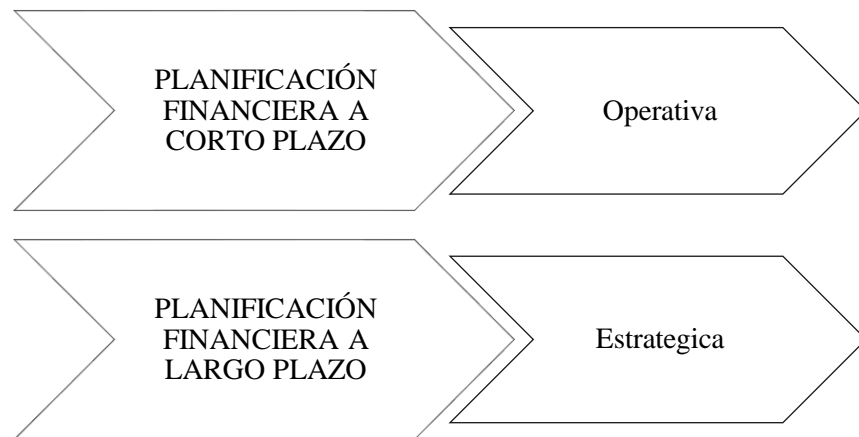 PLANIFICACIÓN
FINANCIERA A
CORTO PLAZO
Operativa
PLANIFICACIÓN
FINANCIERA A
LARGO PLAZO
Estrategica